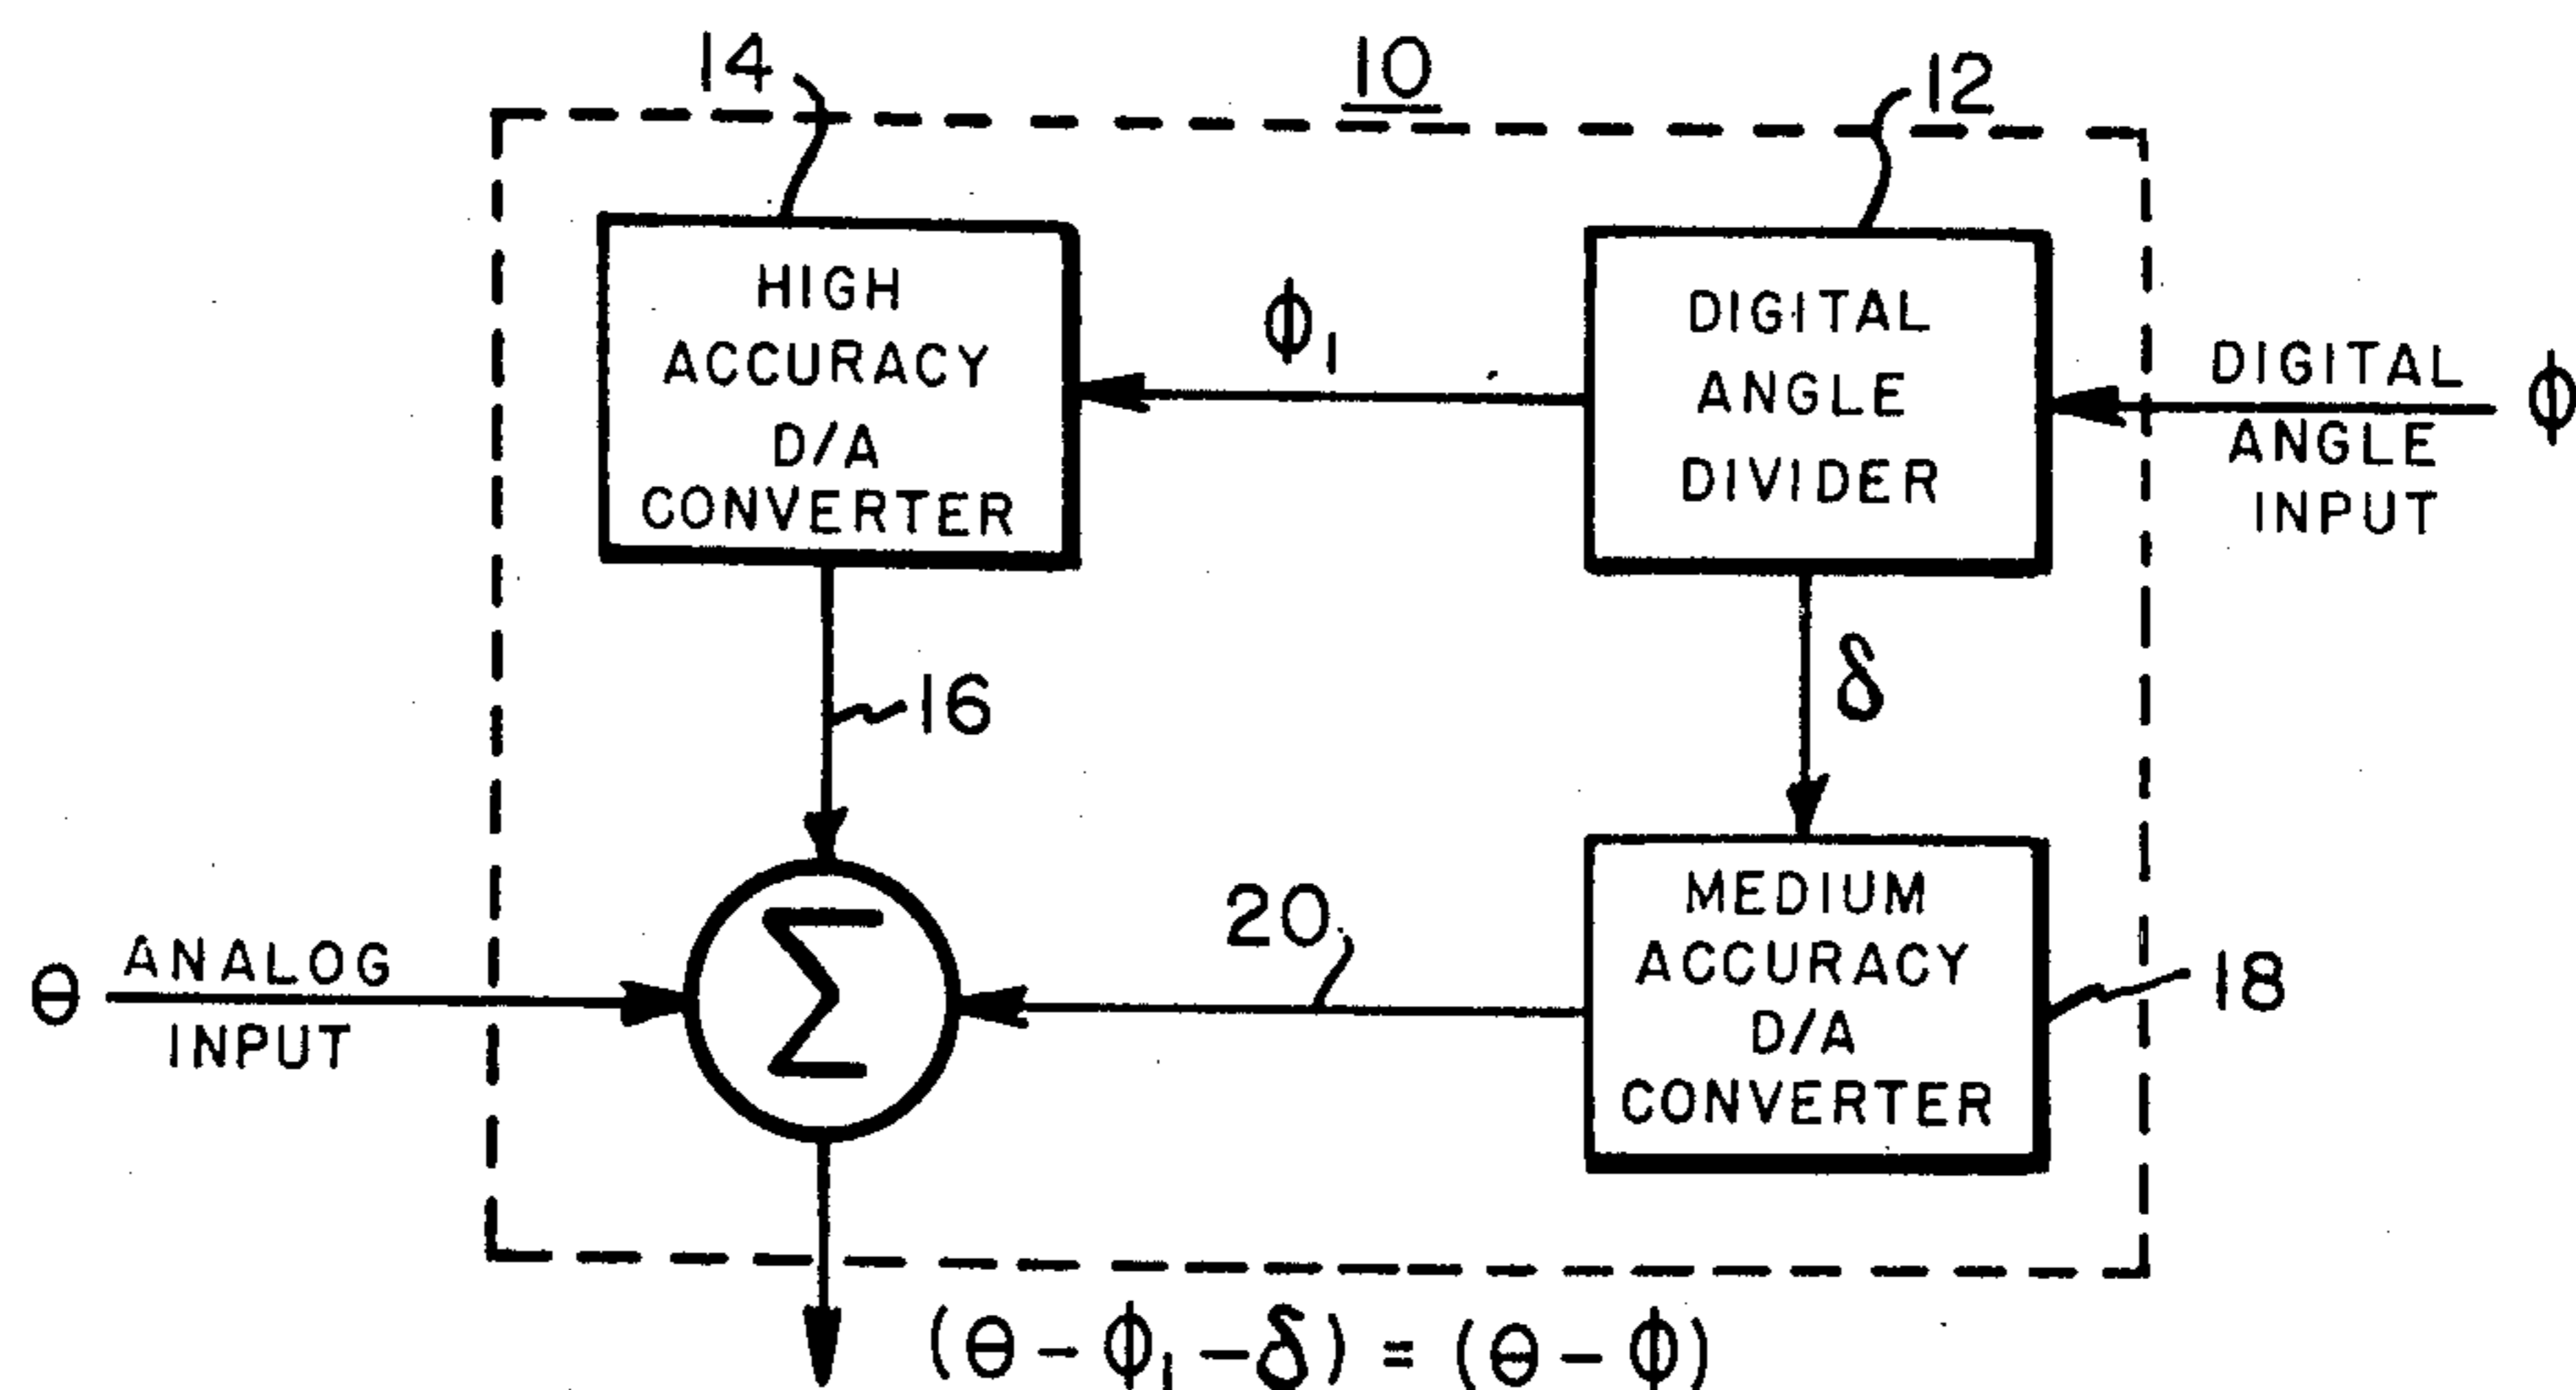 14
10
12
HIGH
ACCURACY
D/A
CONVERTER
ϕ₁
DIGITAL
ANGLE
DIVIDER
DIGITAL
ANGLE
INPUT
ϕ
16
δ
θ
ANALOG
INPUT
Σ
20
MEDIUM
ACCURACY
D/A
CONVERTER
18
(θ - ϕ₁ - δ) = (θ - ϕ)